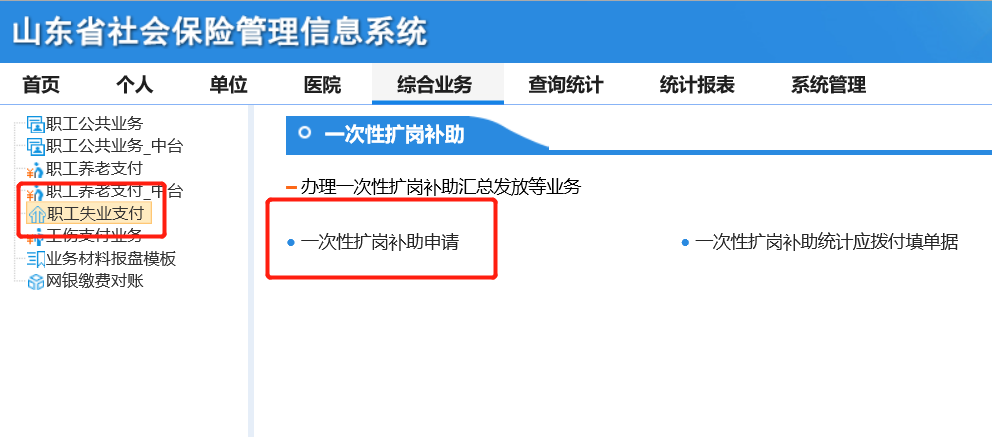 山东省社会保险管理信息系统
首页 个人 单位 医院 综合业务 查询统计 统计报表 系统管理
职工公共业务
职工公共业务_中台
职工养老支付
职工养老支付_中台
职工失业支付
工伤支付业务
业务材料报盘模板
网银缴费对账
一次性扩岗补助
办理一次性扩岗补助汇总发放等业务
一次性扩岗补助申请 一次性扩岗补助统计应拨付填单据